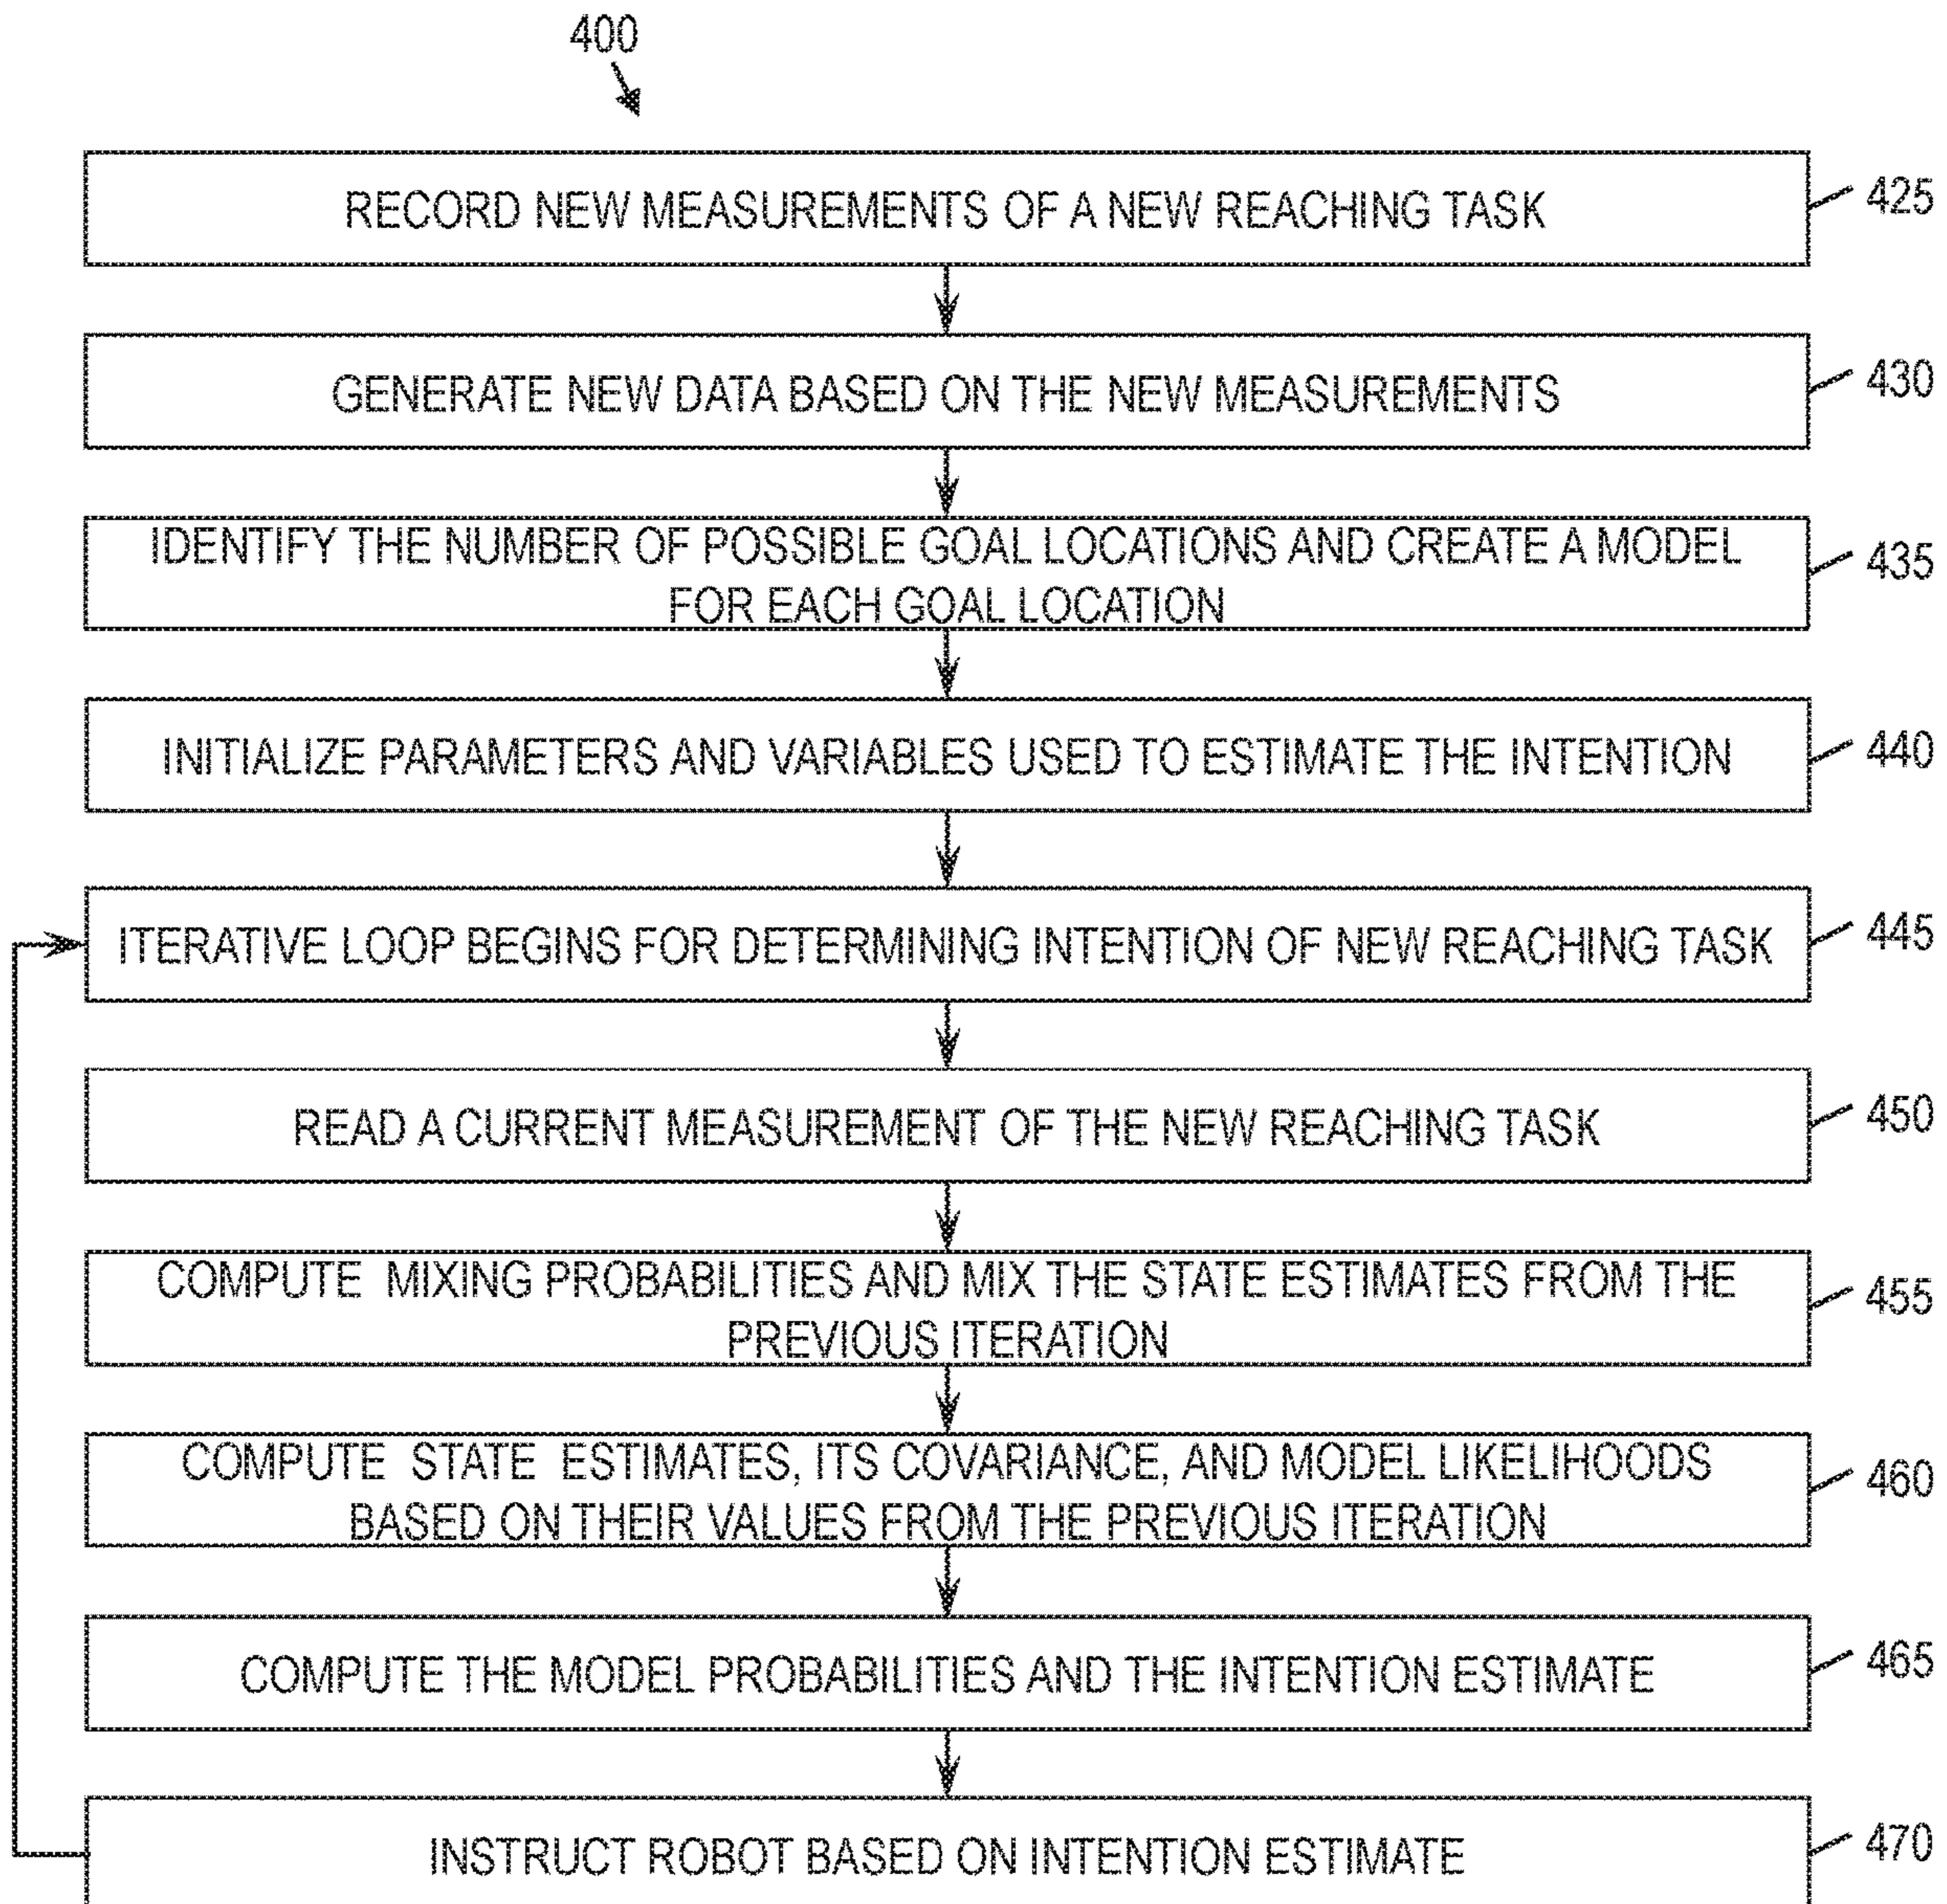 400
RECORD NEW MEASUREMENTS OF A NEW REACHING TASK
425
GENERATE NEW DATA BASED ON THE NEW MEASUREMENTS
430
IDENTIFY THE NUMBER OF POSSIBLE GOAL LOCATIONS AND CREATE A MODEL
FOR EACH GOAL LOCATION
435
INITIALIZE PARAMETERS AND VARIABLES USED TO ESTIMATE THE INTENTION
440
ITERATIVE LOOP BEGINS FOR DETERMINING INTENTION OF NEW REACHING TASK
445
READ A CURRENT MEASUREMENT OF THE NEW REACHING TASK
450
COMPUTE MIXING PROBABILITIES AND MIX THE STATE ESTIMATES FROM THE
PREVIOUS ITERATION
455
COMPUTE STATE ESTIMATES, ITS COVARIANCE, AND MODEL LIKELIHOODS
BASED ON THEIR VALUES FROM THE PREVIOUS ITERATION
460
COMPUTE THE MODEL PROBABILITIES AND THE INTENTION ESTIMATE
465
INSTRUCT ROBOT BASED ON INTENTION ESTIMATE
470